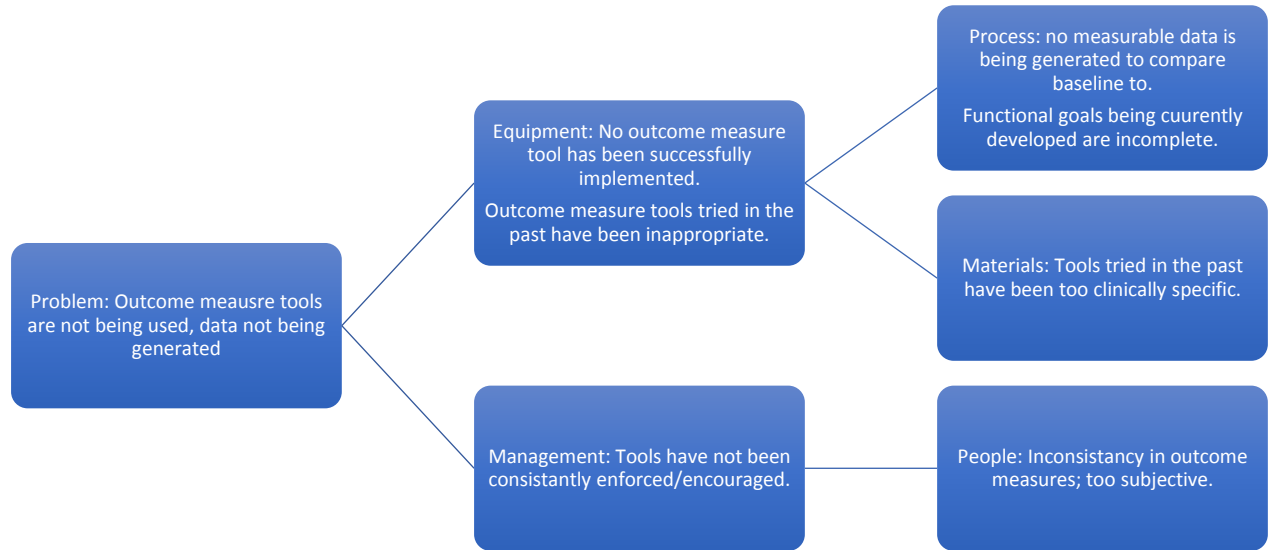 Problem: Outcome meausre tools
are not being used, data not being
generated
Equipment: No outcome measure
tool has been successfully
implemented.
Outcome measure tools tried in the
past have been inappropriate.
Process: no measurable data is
being generated to compare
baseline to.
Functional goals being cuurently
developed are incomplete.
Materials: Tools tried in the past
have been too clinically specific.
Management: Tools have not been
consistantly enforced/encouraged.
People: Inconsistancy in outcome
measures; too subjective.